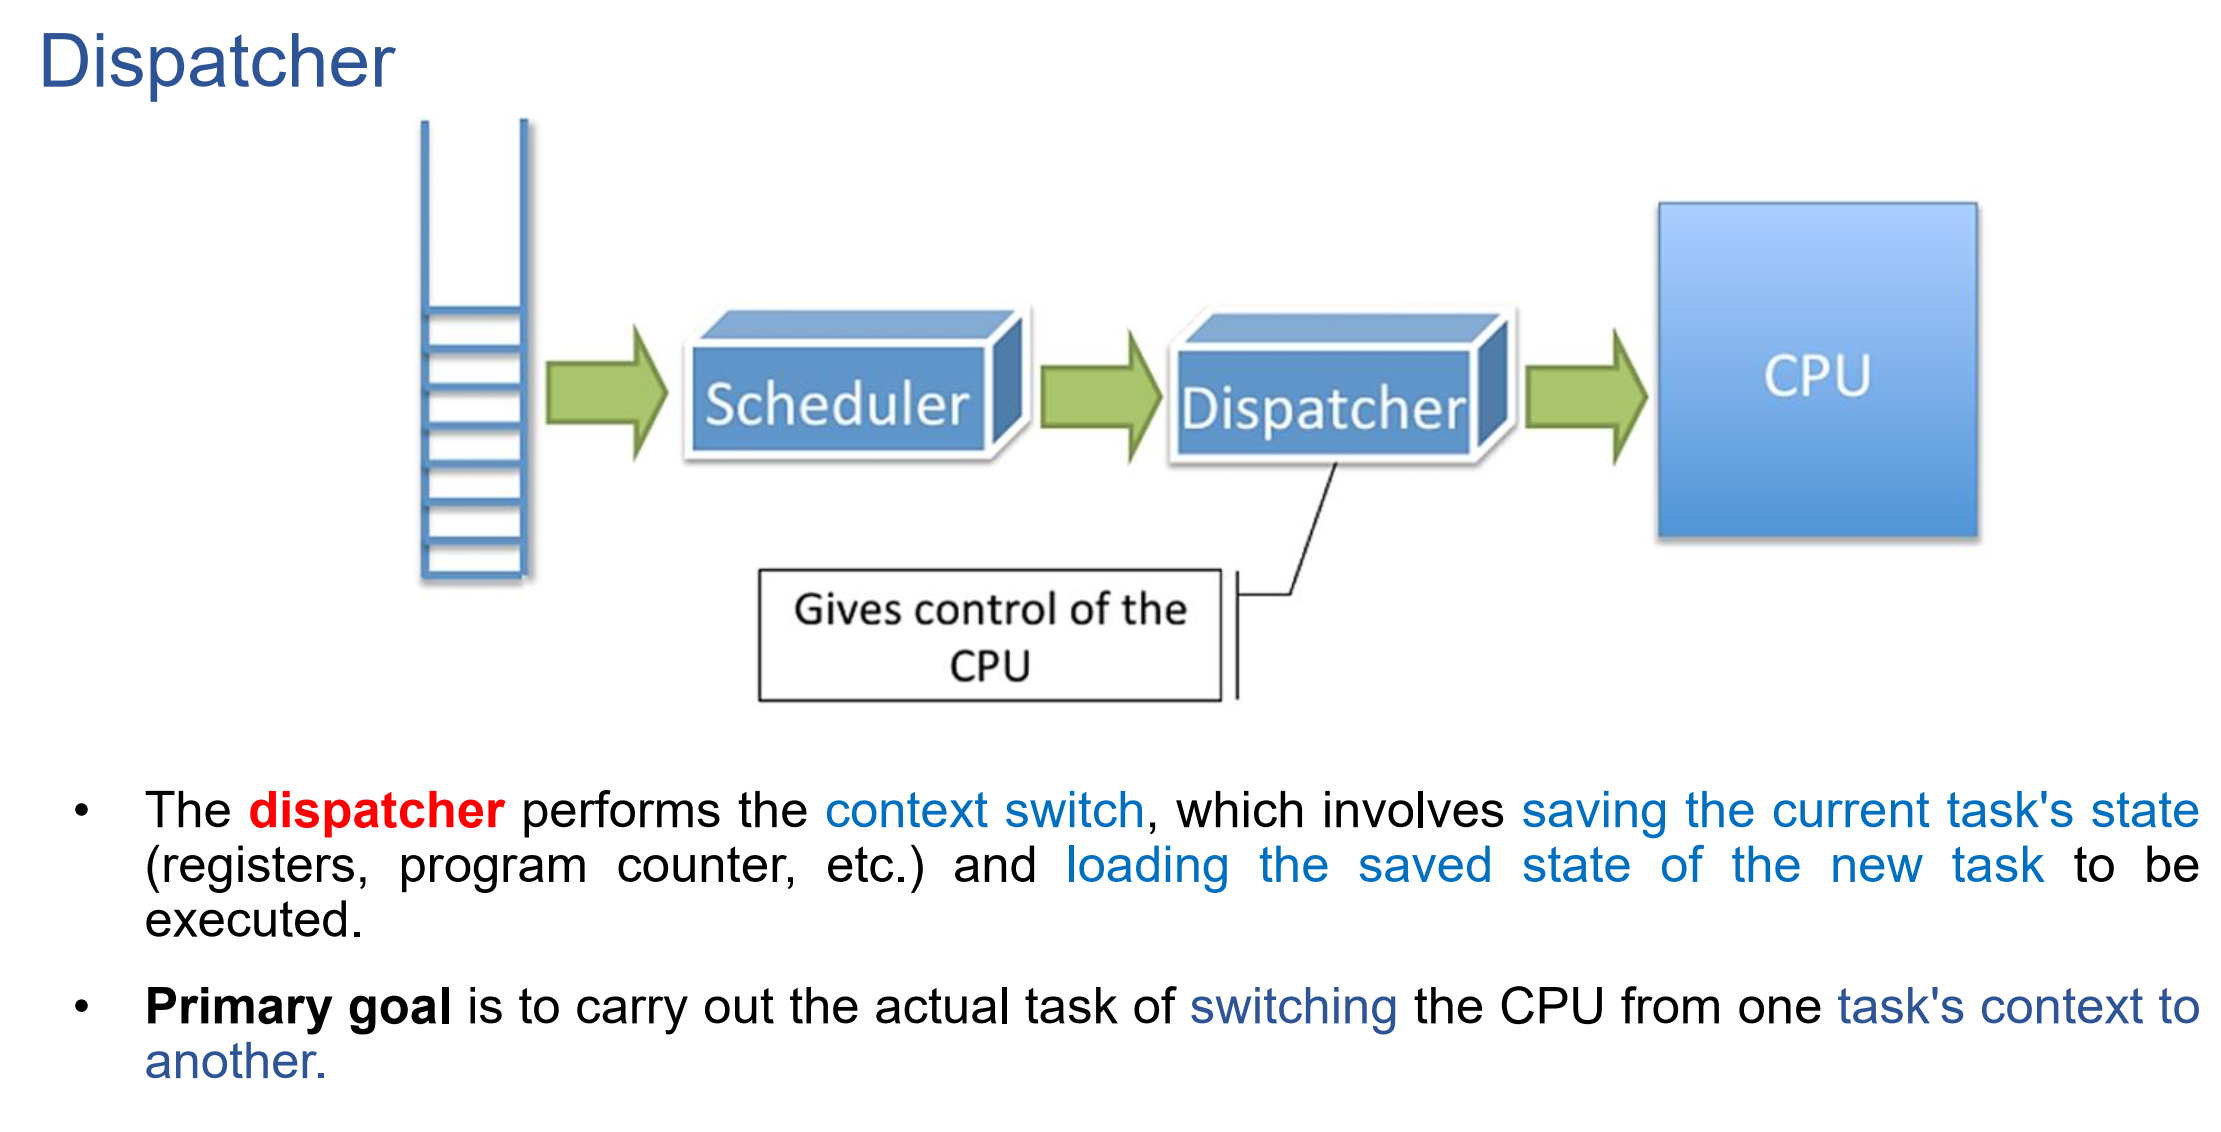 Dispatcher
Scheduler
Dispatcher
CPU
Gives control of the
CPU
• The dispatcher performs the context switch, which involves saving the current task's state
(registers, program counter, etc.) and loading the saved state of the new task to be
executed.
• Primary goal is to carry out the actual task of switching the CPU from one task's context to
another.